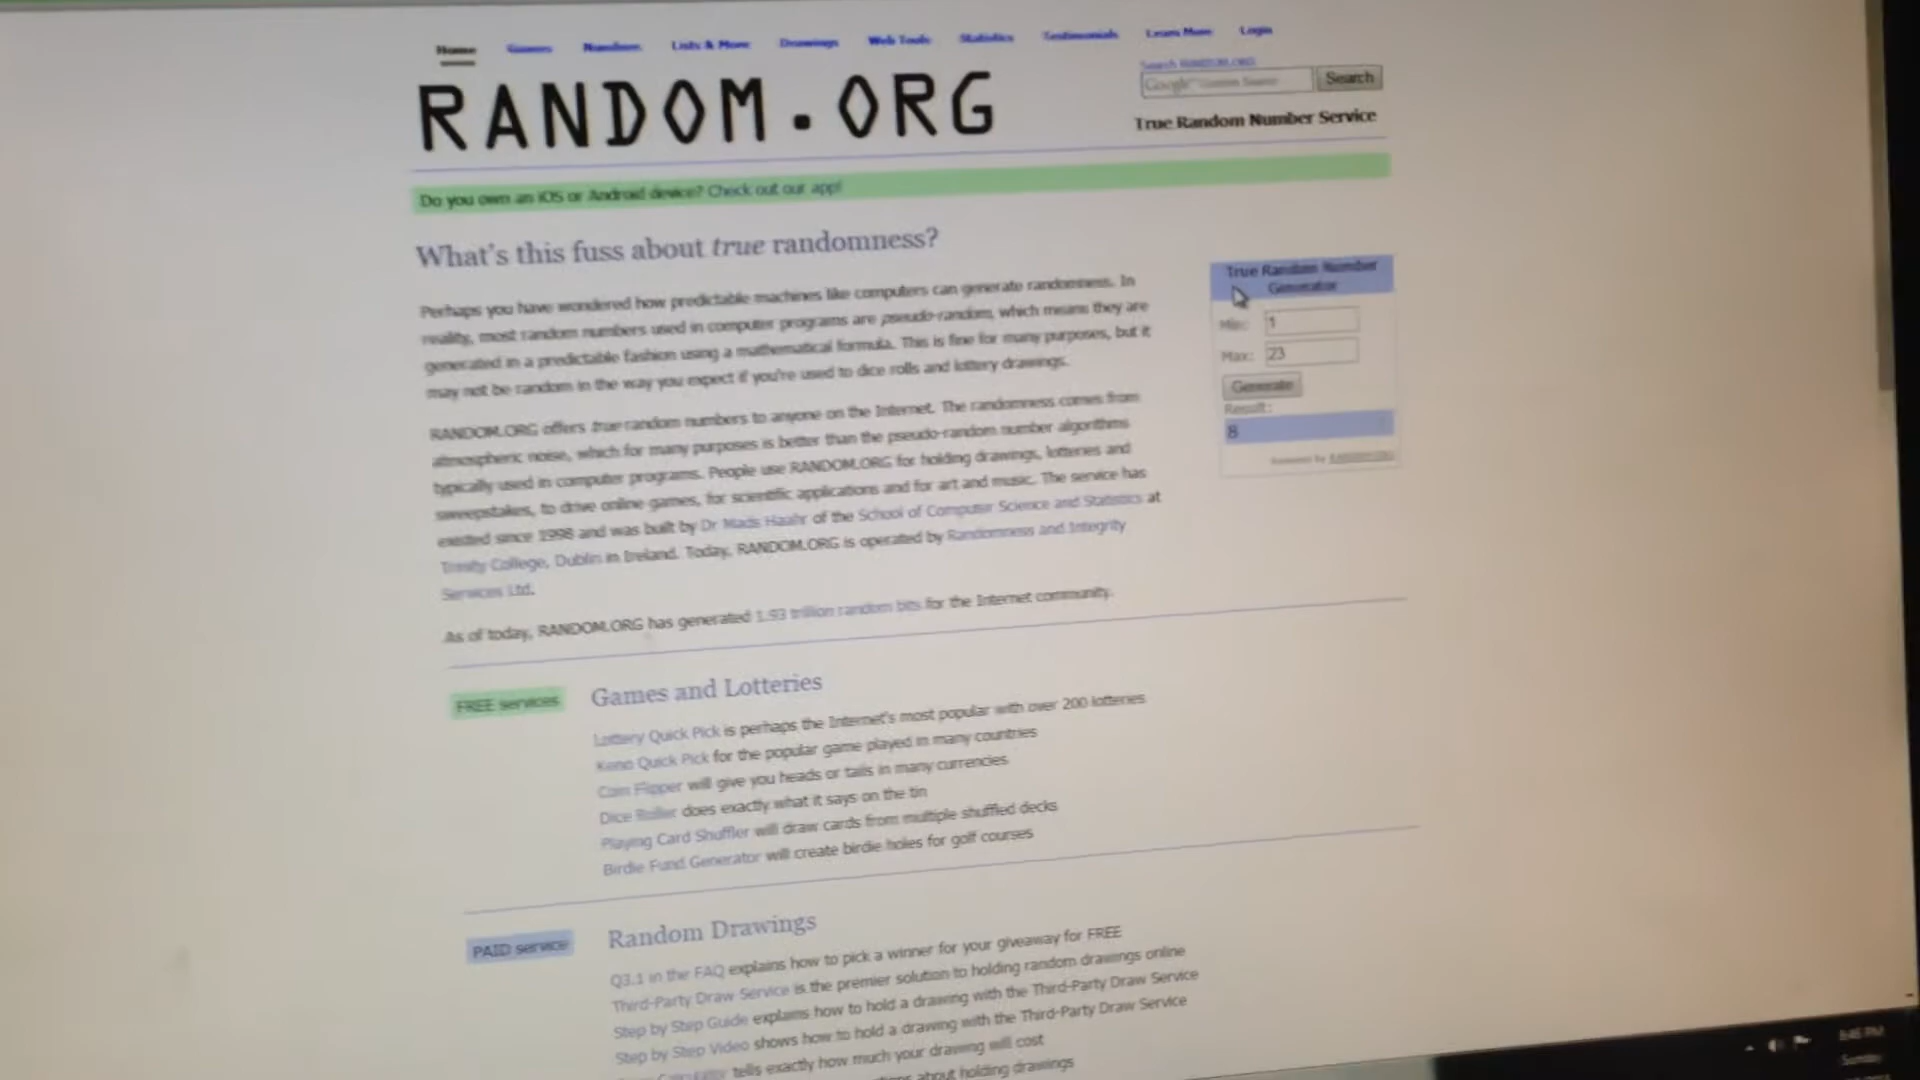 Home Games Numbers Lists & More Drawings Web Tools Statistics Testimonials Learn More Login
RANDOM.ORG
Search RANDOM.ORG
Google Custom Search
Search
True Random Number Service
Do you own an iOS or Android device? Check out our app!
What's this fuss about true randomness?
Perhaps you have wondered how predictable machines like computers can generate randomness. In
reality, most random numbers used in computer programs are pseudo-random, which means they are
generated in a predictable fashion using a mathematical formula. This is fine for many purposes, but it
may not be random in the way you expect if you're used to dice rolls and lottery drawings.
RANDOM.ORG offers true random numbers to anyone on the Internet. The randomness comes from
atmospheric noise, which for many purposes is better than the pseudo-random number algorithms
typically used in computer programs. People use RANDOM.ORG for holding drawings, lotteries and
sweepstakes, to drive online games, for scientific applications and for art and music. The service has
existed since 1998 and was built by Dr Mads Haahr of the School of Computer Science and Statistics at
Trinity College, Dublin in Ireland. Today, RANDOM.ORG is operated by Randomness and Integrity
Services Ltd.
As of today, RANDOM.ORG has generated 1.93 trillion random bits for the Internet community.
True Random Number
Generator
Min: 1
Max: 23
Generate
Result:
8
Powered by RANDOM.ORG
FREE services
Games and Lotteries
Lottery Quick Pick is perhaps the Internet's most popular with over 200 lotteries
Keno Quick Pick for the popular game played in many countries
Coin Flipper will give you heads or tails in many currencies
Dice Roller does exactly what it says on the tin
Playing Card Shuffler will draw cards from multiple shuffled decks
Birdie Fund Generator will create birdie holes for golf courses
PAID service
Random Drawings
Q3.1 in the FAQ explains how to pick a winner for your giveaway for FREE
Third-Party Draw Service is the premier solution to holding random drawings online
Step by Step Guide explains how to hold a drawing with the Third-Party Draw Service
Step by Step Video shows how to hold a drawing with the Third-Party Draw Service
tells exactly how much your drawing will cost
about holding drawings
Sunday